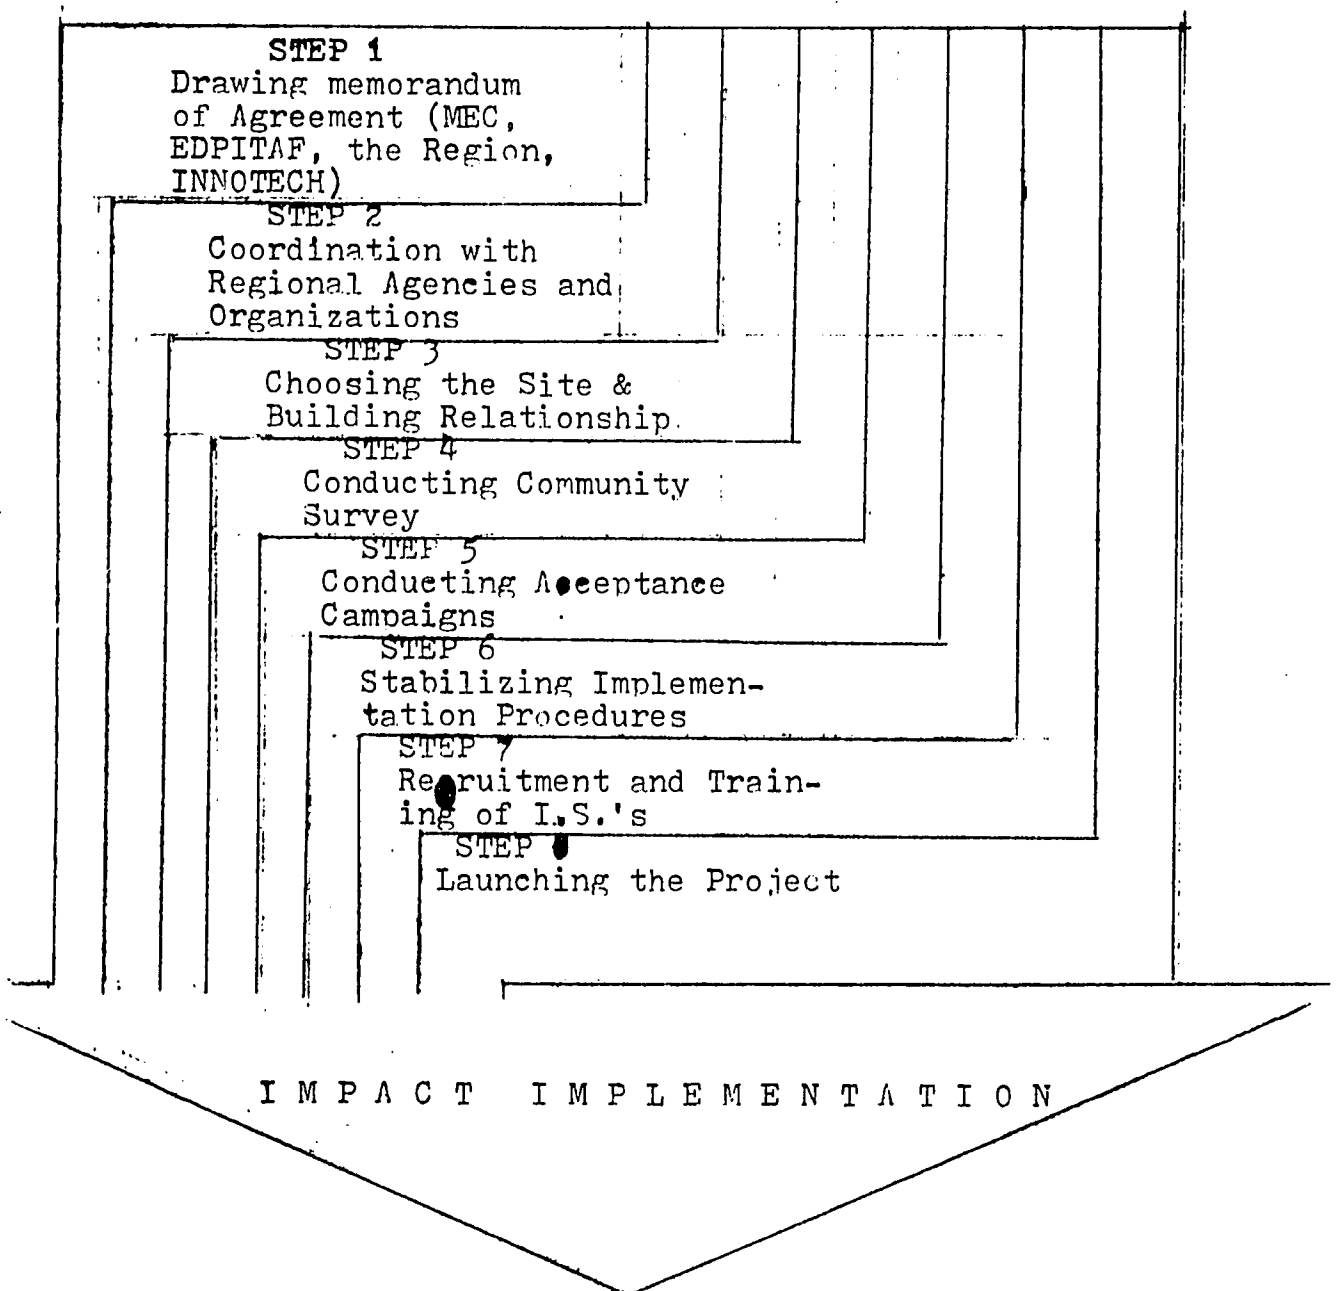 STEP 1
Drawing memorandum
of Agreement (MEC,
EDPITAF, the Region,
INNOTECH)
STEP 2
Coordination with
Regional Agencies and
Organizations
STEP 3
Choosing the Site &
Building Relationship.
STEP 4
Conducting Community
Survey
STEP 5
Conducting Acceptance
Campaigns
STEP 6
Stabilizing Implemen-
tation Procedures
STEP 7
Recruitment and Train-
ing of I.S.'s
STEP
Launching the Project
IMPACT IMPLEMENTATION